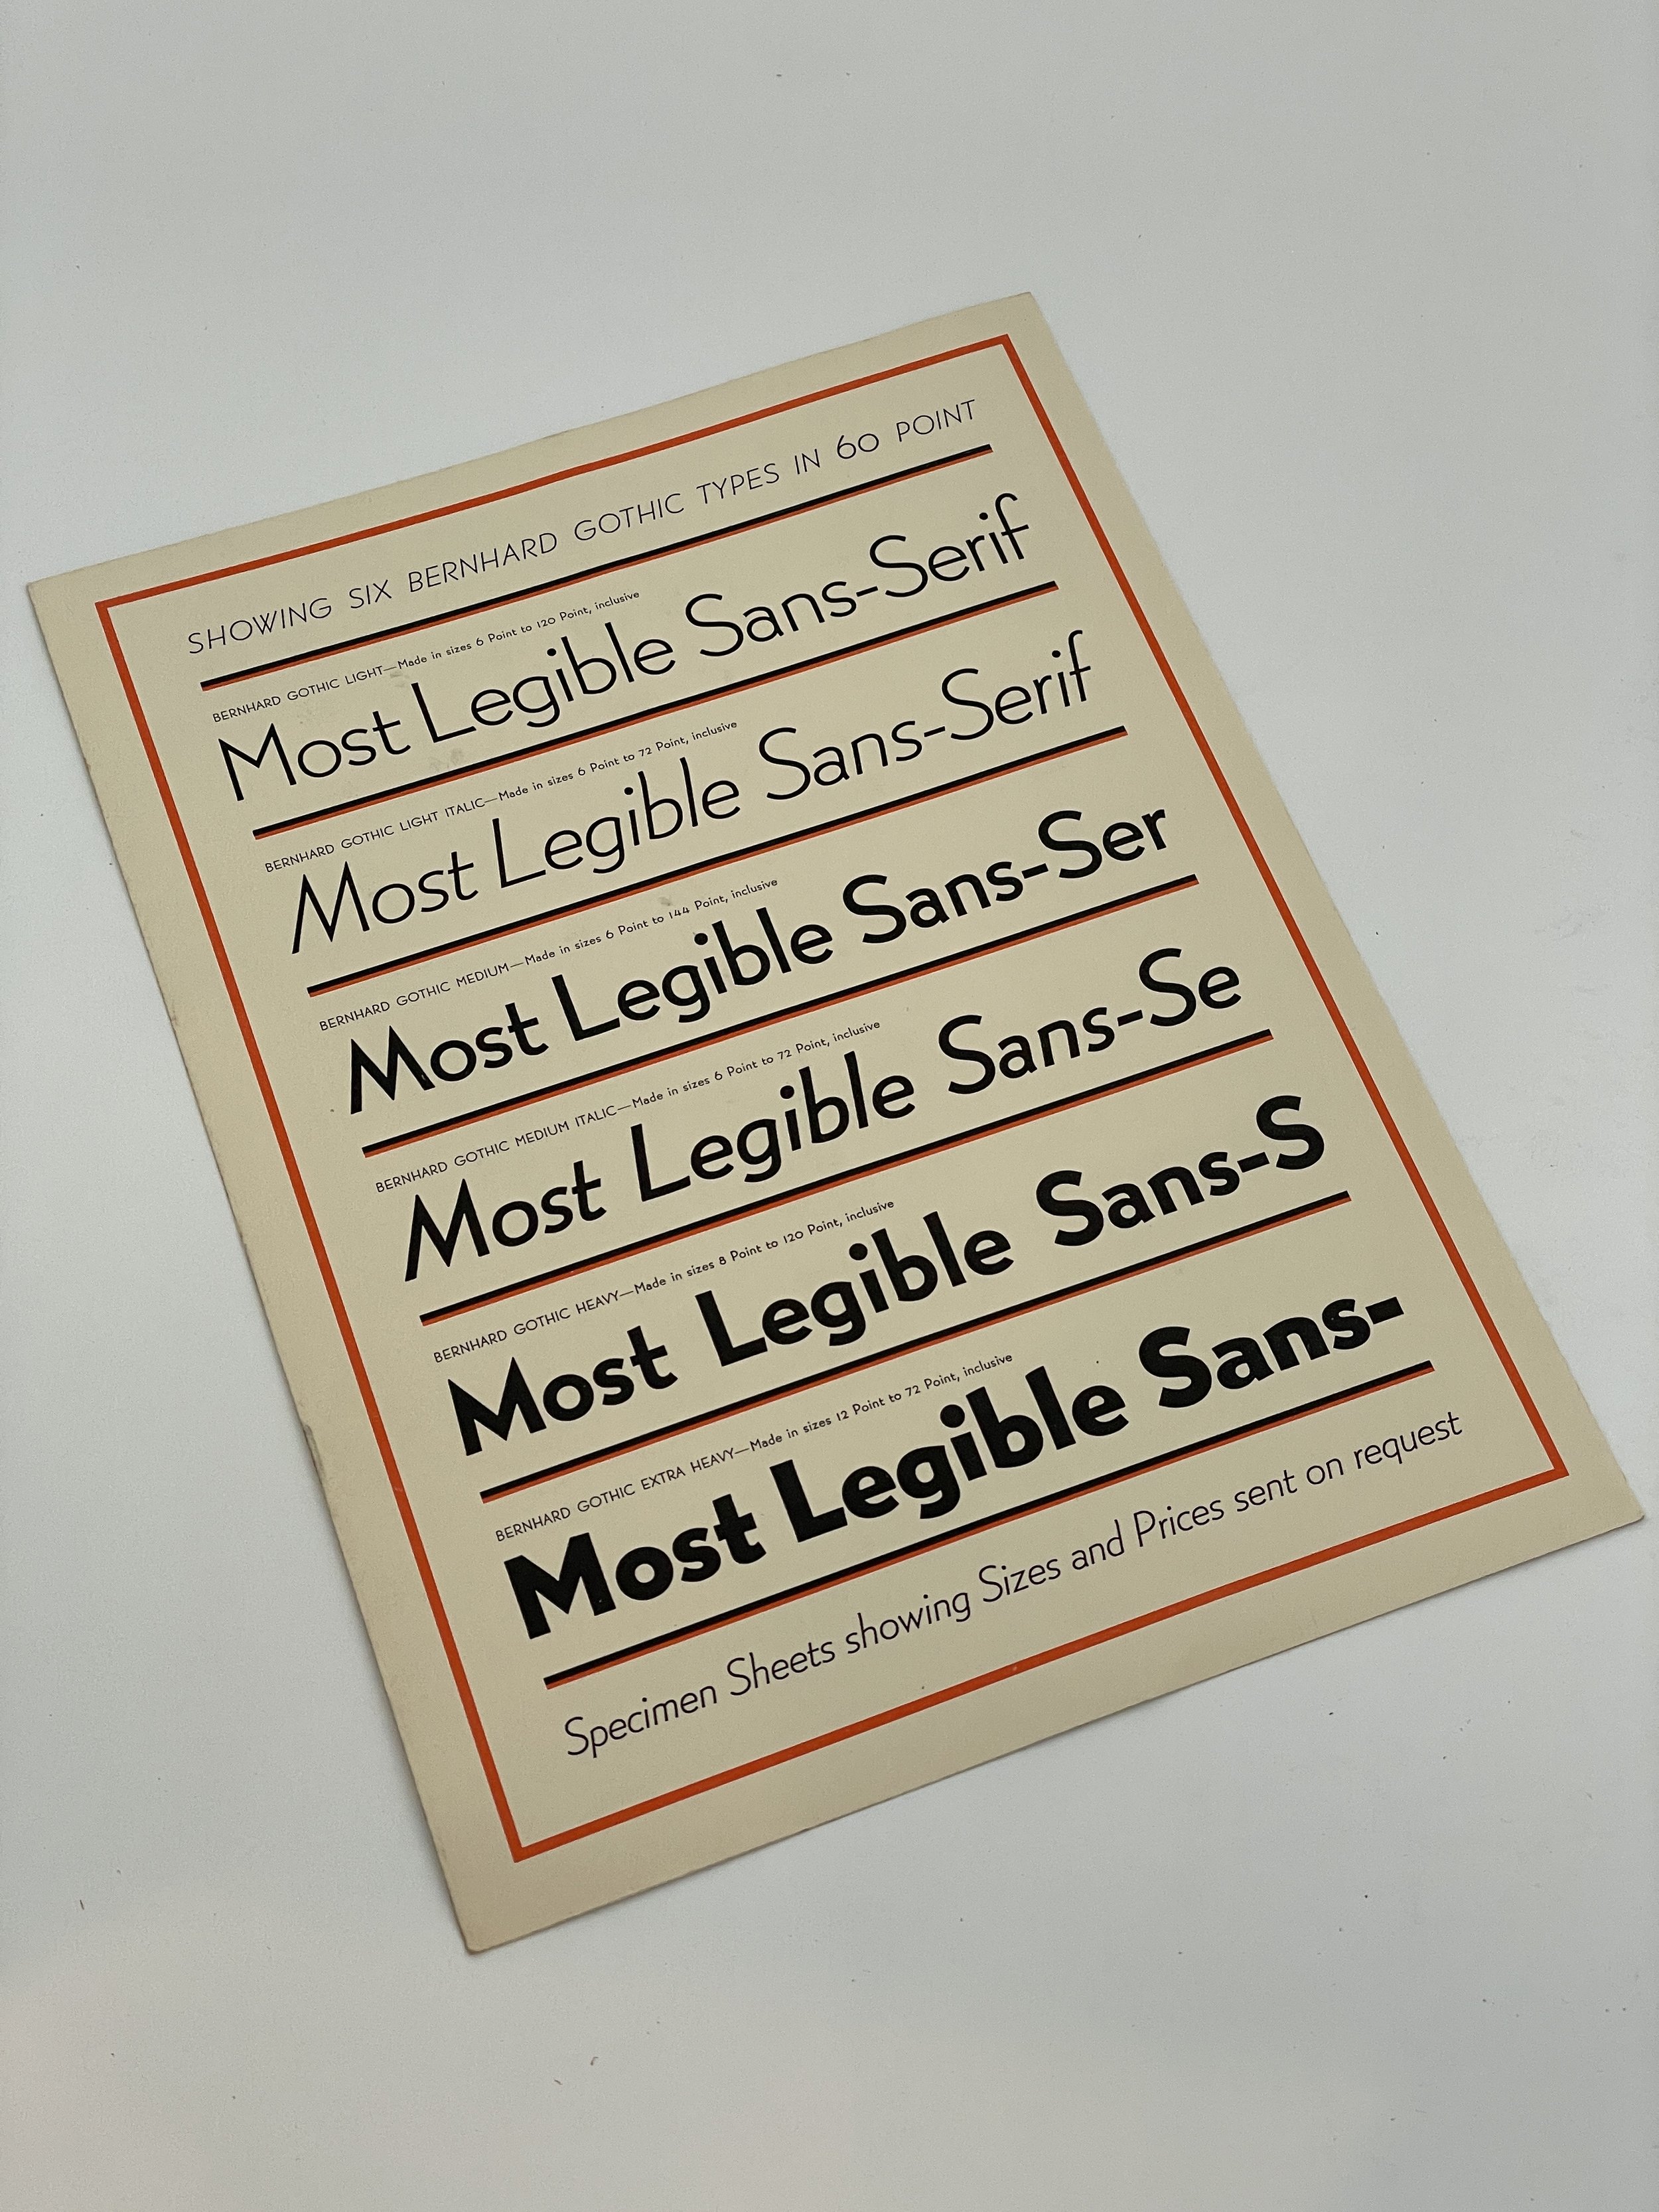 SHOWING SIX BERNHARD GOTHIC TYPES IN 60 POINT
BERNHARD GOTHIC LIGHT—Made in sizes 6 Point to 120 Point, inclusive
Most Legible Sans-Serif
BERNHARD GOTHIC LIGHT ITALIC—Made in sizes 6 Point to 72 Point, inclusive
Most Legible Sans-Serif
BERNHARD GOTHIC MEDIUM—Made in sizes 6 Point to 144 Point, inclusive
Most Legible Sans-Ser
BERNHARD GOTHIC MEDIUM ITALIC—Made in sizes 6 Point to 72 Point, inclusive
Most Legible Sans-Se
BERNHARD GOTHIC HEAVY—Made in sizes 8 Point to 120 Point, inclusive
Most Legible Sans-S
BERNHARD GOTHIC EXTRA HEAVY—Made in sizes 12 Point to 72 Point, inclusive
Most Legible Sans-
Specimen Sheets showing Sizes and Prices sent on request